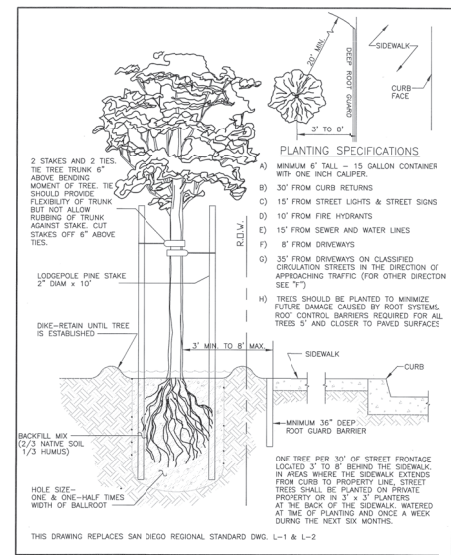 20' MIN.
DEEP ROOT GUARD
SIDEWALK
CURB
FACE
3' TO 8'
PLANTING SPECIFICATIONS
A) MINIMUM 6' TALL – 15 GALLON CONTAINER
WITH ONE INCH CALIPER.
B) 30' FROM CURB RETURNS
C) 15' FROM STREET LIGHTS & STREET SIGNS
D) 10' FROM FIRE HYDRANTS
E) 15' FROM SEWER AND WATER LINES
F) 8' FROM DRIVEWAYS
G) 35' FROM DRIVEWAYS ON CLASSIFIED
CIRCULATION STREETS IN THE DIRECTION OF
APPROACHING TRAFFIC (FOR OTHER DIRECTON
SEE "F")
H) TREES SHOULD BE PLANTED TO MINIMIZE
FUTURE DAMAGE CAUSED BY ROOT SYSTEMS.
ROO' CONTROL BARRIERS REQUIRED FOR ALL
TREES 5' AND CLOSER TO PAVED SURFACES
2 STAKES AND 2 TIES.
TIE TREE TRUNK 6"
ABOVE BENDING
MOMENT OF TREE. TIE
SHOULD PROVIDE
FLEXIBILITY OF TRUNK
BUT NOT ALLOW
RUBBING OF TRUNK
AGAINST STAKE. CUT
STAKES OFF 6" ABOVE
TIES.
R.O.W.
LODGEPOLE PINE STAKE
2" DIAM x 10'
DIKE–RETAIN UNTIL TREE
IS ESTABLISHED
3' MIN. TO 8' MAX.
SIDEWALK
CURB
MNIMUM 36" DEEP
ROOT GUARD BARRIER
BACKFILL MIX
(2/3 NATIVE SOIL
1/3 HUMUS)
HOLE SIZE–
ONE & ONE–HALF TIMES
WIDTH OF BALLROOT
ONE TREE PER 30' OF STREET FRONTAGE
LOCATED 3' TO 8' BEHIND THE SIDEWALK.
IN AREAS WHERE THE SIDEWALK EXTENDS
FROM CURB TO PROPERTY LINE, STREET
TREES SHALL BE PLANTED ON PRIVATE
PROPERTY OR IN 3' x 3' PLANTERS
AT THE BACK OF THE SIDEWALK. WATERED
AT TIME OF PLANTING AND ONCE A WEEK
DURNG THE NEXT SIX MONTHS.
THIS DRAWING REPLACES SAN DIEGO REGIONAL STANDARD DWG. L–1 & L–2